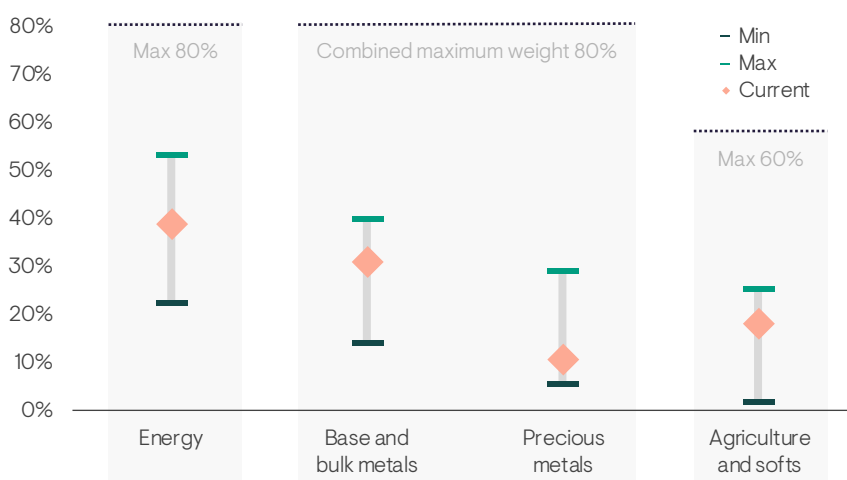 80%
70%
60%
50%
40%
30%
20%
10%
0%
Max 80%
Combined maximum weight 80%
Max 60%
Min
Max
Current
Energy
Base and
bulk metals
Precious
metals
Agriculture
and softs